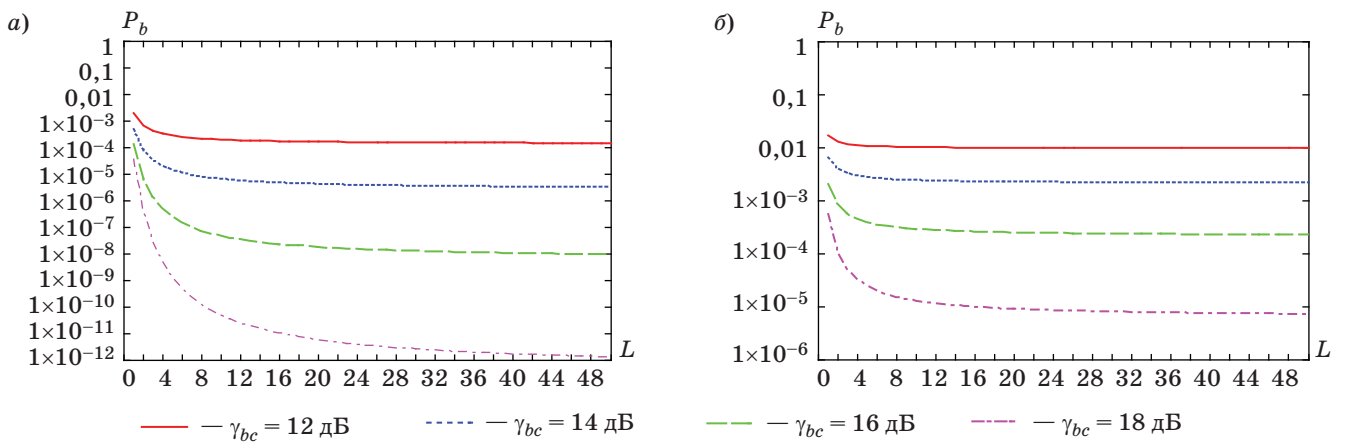 а)
P_b
1
0,1
0,01
1×10⁻³
1×10⁻⁴
1×10⁻⁵
1×10⁻⁶
1×10⁻⁷
1×10⁻⁸
1×10⁻⁹
1×10⁻¹⁰
1×10⁻¹¹
1×10⁻¹²
0 4 8 12 16 20 24 28 32 36 40 44 48
L
б)
P_b
1
0,1
0,01
1×10⁻³
1×10⁻⁴
1×10⁻⁵
1×10⁻⁶
0 4 8 12 16 20 24 28 32 36 40 44 48
L
— γ_bc = 12 дБ — γ_bc = 14 дБ — γ_bc = 16 дБ — γ_bc = 18 дБ